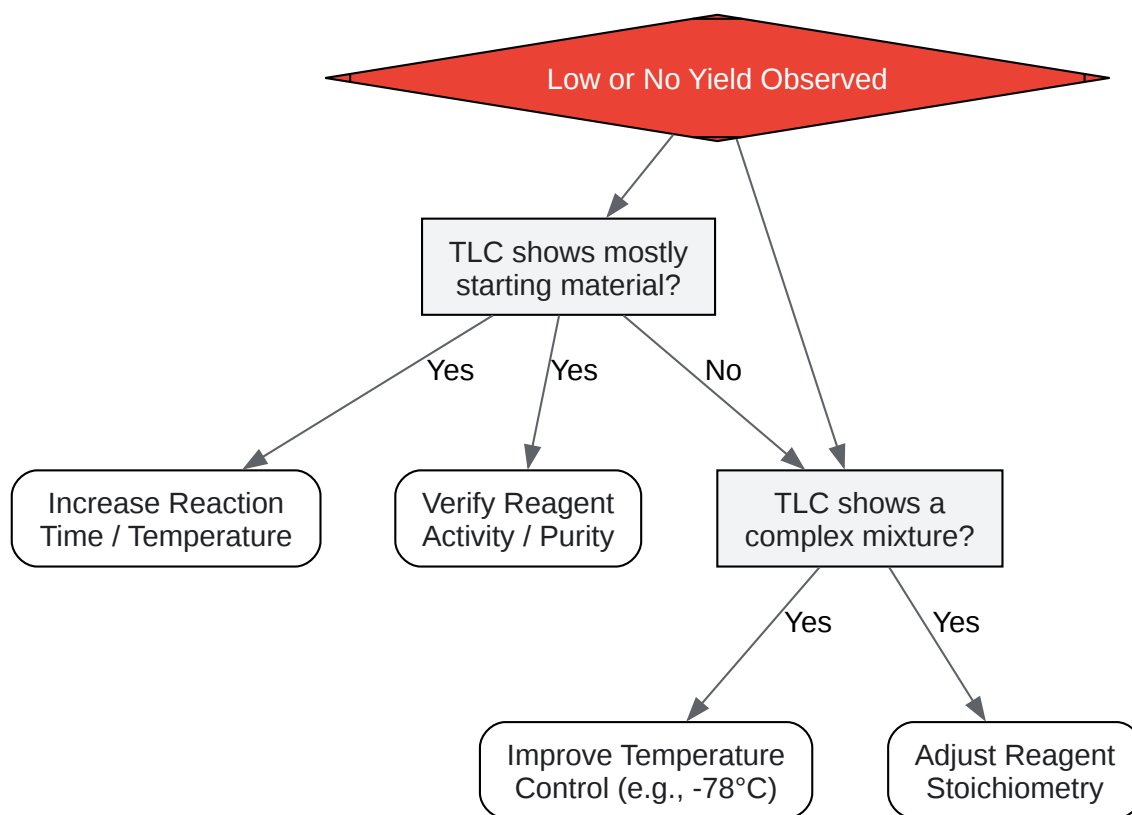 Low or No Yield Observed
TLC shows mostly
starting material?
Yes
Yes
No
Increase Reaction
Time / Temperature
Verify Reagent
Activity / Purity
TLC shows a
complex mixture?
Yes
Yes
Improve Temperature
Control (e.g., -78°C)
Adjust Reagent
Stoichiometry